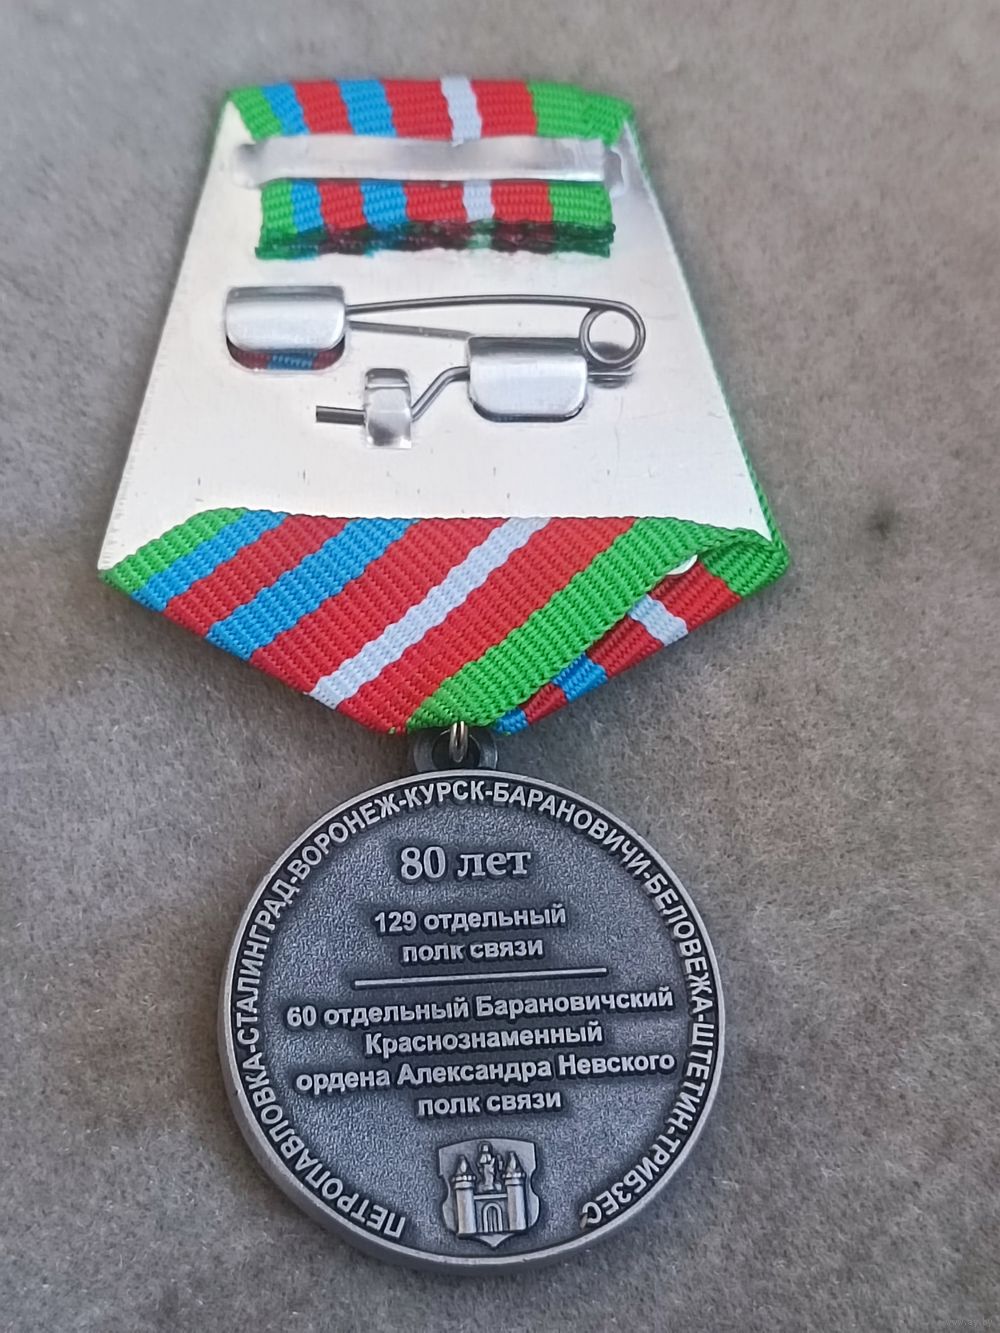 ПЕТРОПАВЛОВКА-СТАЛИНГРАД-ВОРОНЕЖ-КУРСК-БАРАНОВИЧИ-БЕЛОВЕЖА-ШТЕТИН-ТРИБЗЕС
80 лет
129 отдельный
полк связи
60 отдельный Барановичский
Краснознаменный
ордена Александра Невского
полк связи